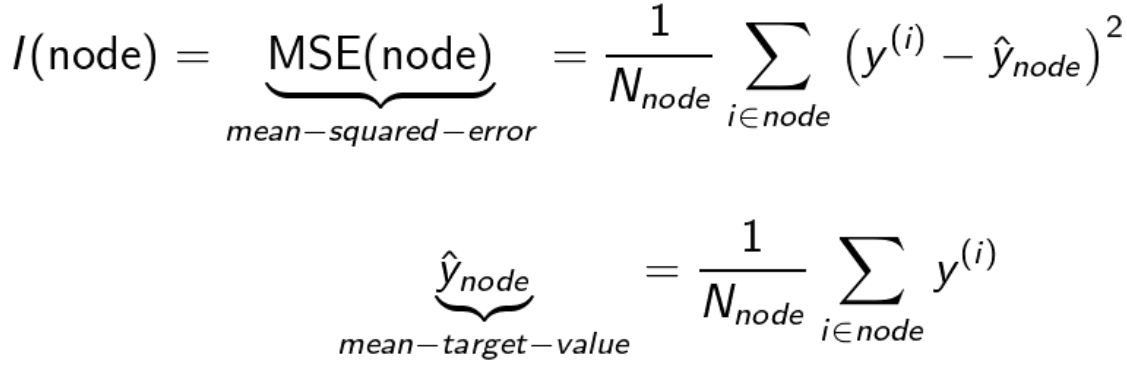 I(node) = MSE(node) = 1/N_node ∑_{i∈node} (y^(i) − ŷ_node)^2
mean−squared−error
ŷ_node = 1/N_node ∑_{i∈node} y^(i)
mean−target−value